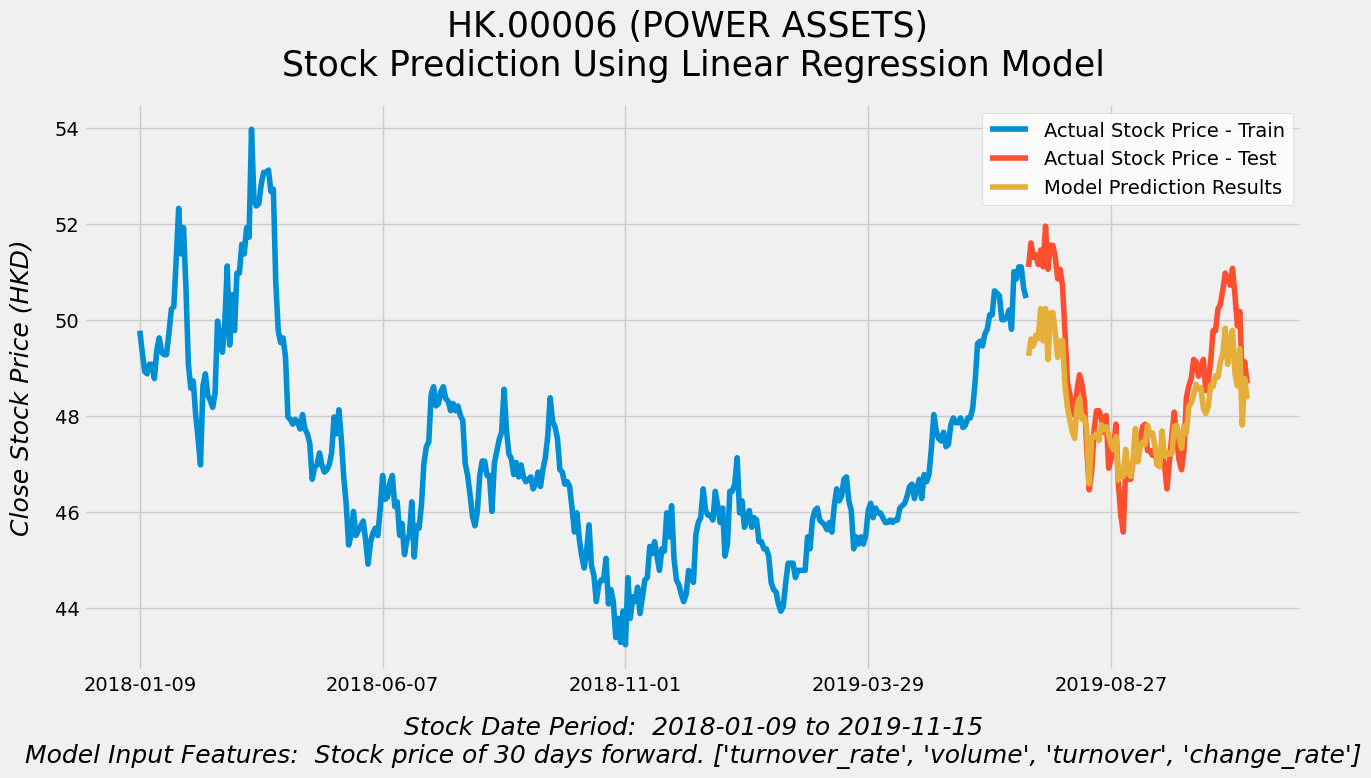 HK.00006 (POWER ASSETS)
Stock Prediction Using Linear Regression Model
Actual Stock Price - Train
Actual Stock Price - Test
Model Prediction Results
Close Stock Price (HKD)
54
52
50
48
46
44
2018-01-09
2018-06-07
2018-11-01
2019-03-29
2019-08-27
Stock Date Period:  2018-01-09 to 2019-11-15
Model Input Features:  Stock price of 30 days forward. ['turnover_rate', 'volume', 'turnover', 'change_rate']